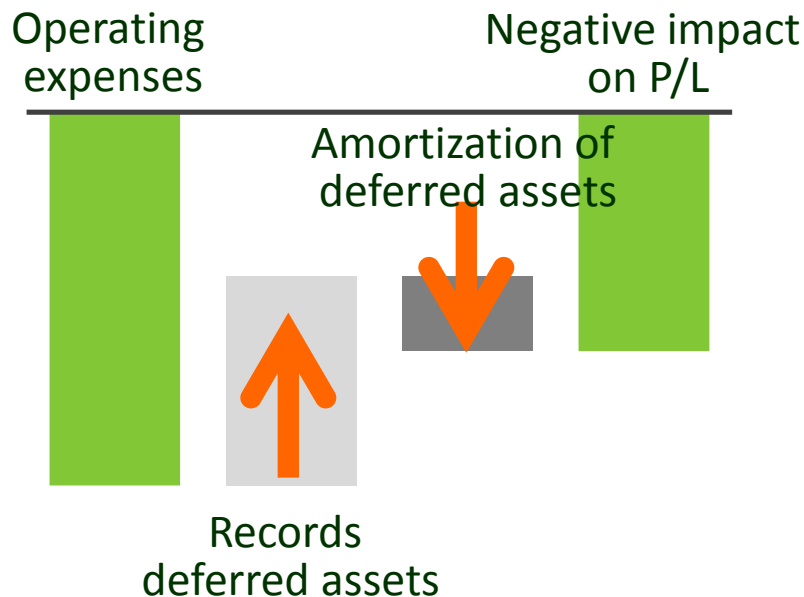 Operating
expenses
Negative impact
on P/L
Amortization of
deferred assets
Records
deferred assets